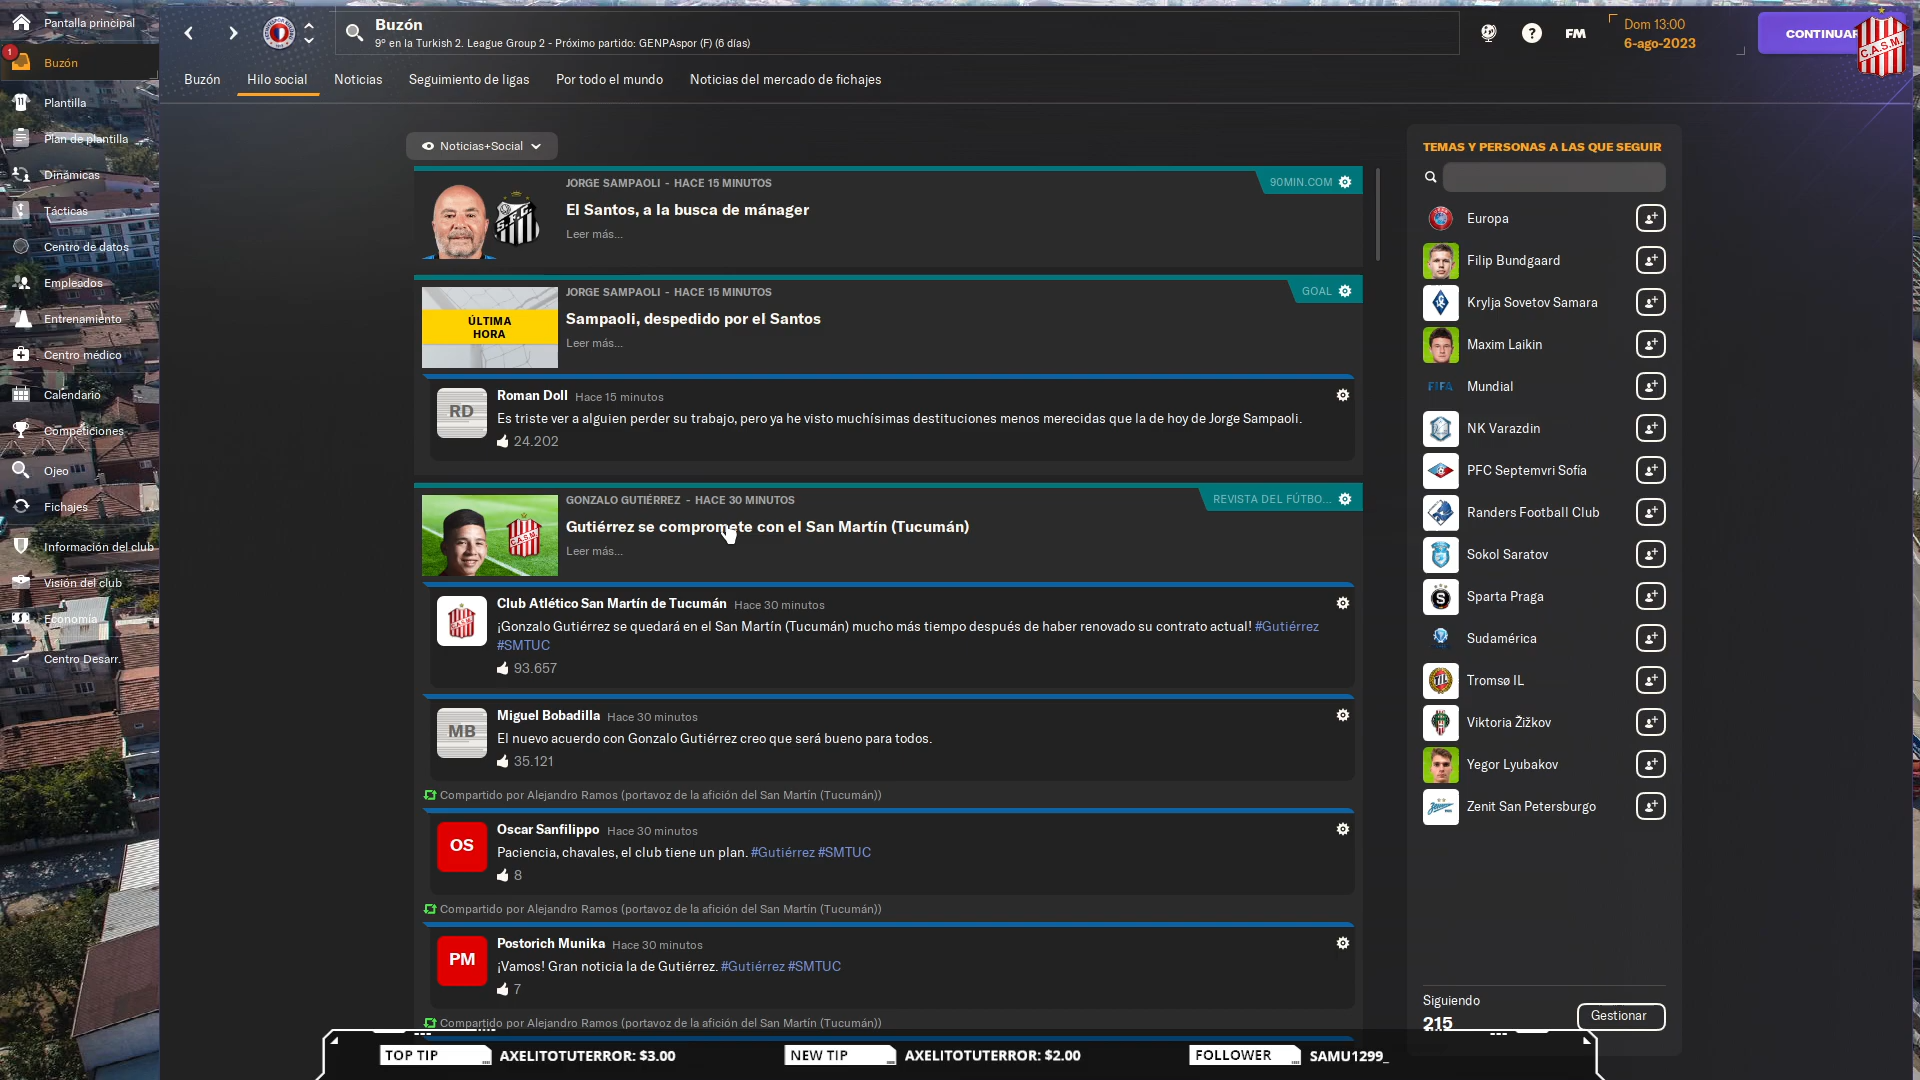 Pantalla principal
1
Buzón
Plantilla
Plan de plantilla
Dinámicas
Tácticas
Centro de datos
Empleados
Entrenamiento
Centro médico
Calendario
Competiciones
Ojeo
Fichajes
Información del club
Visión del club
Economía
Centro Desarr.
Buzón
9º en la Turkish 2. League Group 2 - Próximo partido: GENPAspor (F) (6 días)
?
FM
Dom 13:00
6-ago-2023
CONTINUAR
C.A.S.M.
Buzón
Hilo social
Noticias
Seguimiento de ligas
Por todo el mundo
Noticias del mercado de fichajes
Noticias+Social
JORGE SAMPAOLI - HACE 15 MINUTOS
90MIN.COM
El Santos, a la busca de mánager
Leer más...
JORGE SAMPAOLI - HACE 15 MINUTOS
GOAL
ÚLTIMA
HORA
Sampaoli, despedido por el Santos
Leer más...
RD
Roman Doll Hace 15 minutos
Es triste ver a alguien perder su trabajo, pero ya he visto muchísimas destituciones menos merecidas que la de hoy de Jorge Sampaoli.
24.202
GONZALO GUTIÉRREZ - HACE 30 MINUTOS
REVISTA DEL FÚTBO...
Gutiérrez se compromete con el San Martín (Tucumán)
Leer más...
Club Atlético San Martín de Tucumán Hace 30 minutos
¡Gonzalo Gutiérrez se quedará en el San Martín (Tucumán) mucho más tiempo después de haber renovado su contrato actual! #Gutiérrez
#SMTUC
93.657
MB
Miguel Bobadilla Hace 30 minutos
El nuevo acuerdo con Gonzalo Gutiérrez creo que será bueno para todos.
35.121
Compartido por Alejandro Ramos (portavoz de la afición del San Martín (Tucumán))
OS
Oscar Sanfilippo Hace 30 minutos
Paciencia, chavales, el club tiene un plan. #Gutiérrez #SMTUC
8
Compartido por Alejandro Ramos (portavoz de la afición del San Martín (Tucumán))
PM
Postorich Munika Hace 30 minutos
¡Vamos! Gran noticia la de Gutiérrez. #Gutiérrez #SMTUC
7
Compartido por Alejandro Ramos (portavoz de la afición del San Martín (Tucumán))
TEMAS Y PERSONAS A LAS QUE SEGUIR
Europa
Filip Bundgaard
Krylja Sovetov Samara
Maxim Laikin
FIFA
Mundial
NK Varazdin
PFC Septemvri Sofía
Randers Football Club
Sokol Saratov
Sparta Praga
Sudamérica
Tromsø IL
Viktoria Žižkov
Yegor Lyubakov
Zenit San Petersburgo
Siguiendo
215
Gestionar
TOP TIP
AXELITOTUTERROR: $3.00
NEW TIP
AXELITOTUTERROR: $2.00
FOLLOWER
SAMU1299_